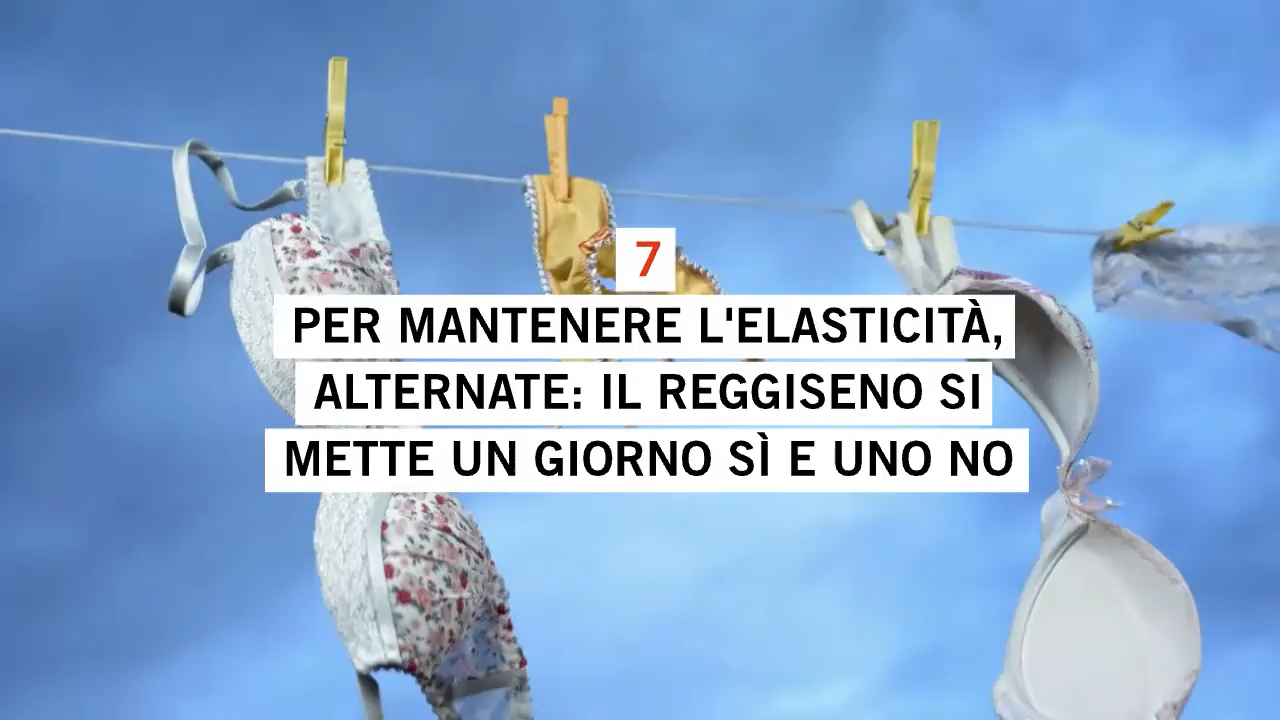 7
PER MANTENERE L'ELASTICITÀ,
ALTERNATE: IL REGGISENO SI
METTE UN GIORNO SÌ E UNO NO